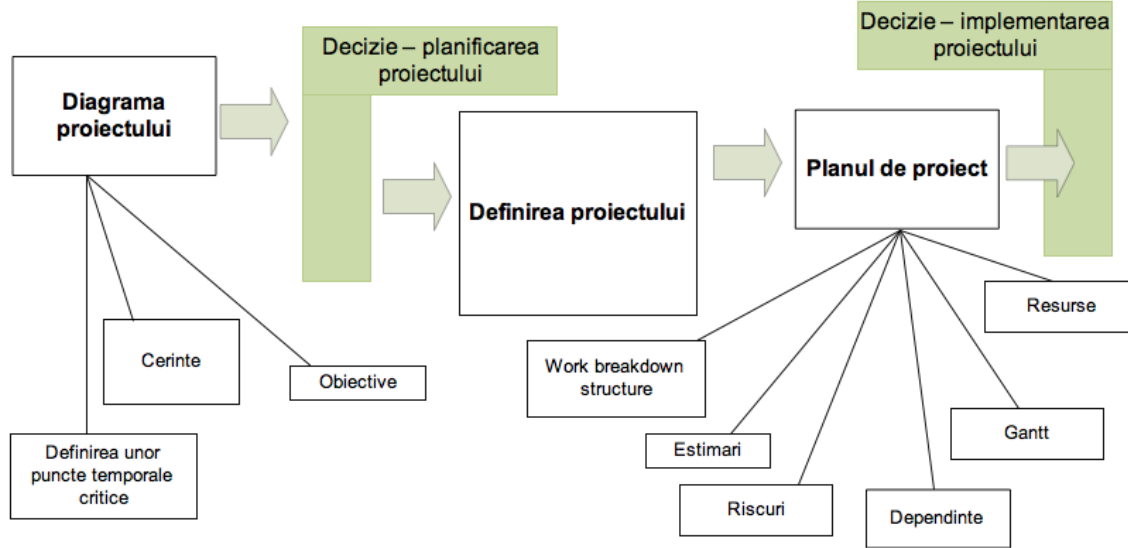 Decizie – planificarea
proiectului
Decizie – implementarea
proiectului
Diagrama
proiectului
Definirea proiectului
Planul de proiect
Cerinte
Obiective
Definirea unor
puncte temporale
critice
Work breakdown
structure
Estimari
Riscuri
Dependinte
Gantt
Resurse